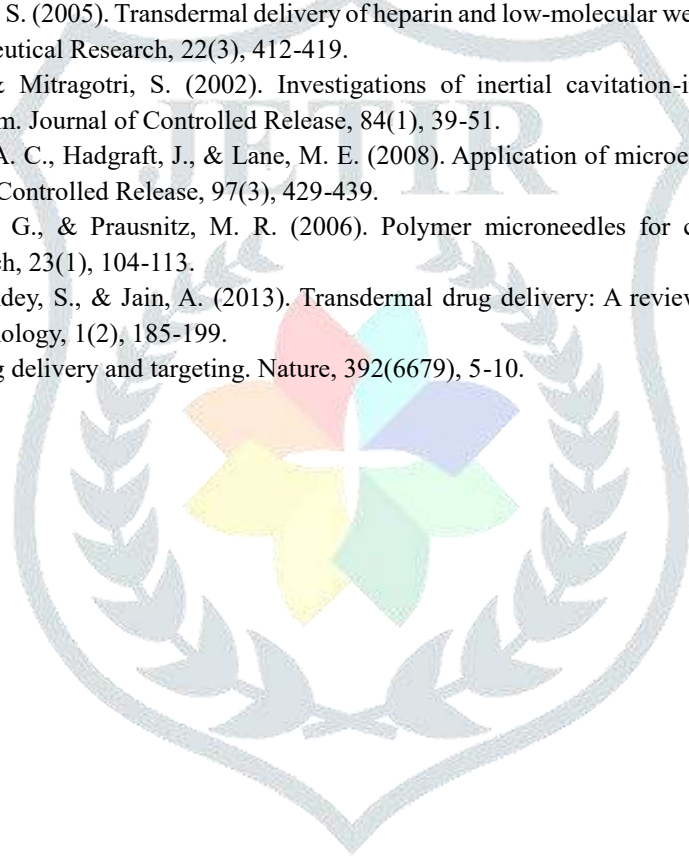 S. (2005). Transdermal delivery of heparin and low-molecular we
eutical Research, 22(3), 412-419.
& Mitragotri, S. (2002). Investigations of inertial cavitation-i
m. Journal of Controlled Release, 84(1), 39-51.
A. C., Hadgraft, J., & Lane, M. E. (2008). Application of microe
Controlled Release, 97(3), 429-439.
G., & Prausnitz, M. R. (2006). Polymer microneedles for c
ch, 23(1), 104-113.
dey, S., & Jain, A. (2013). Transdermal drug delivery: A review
ology, 1(2), 185-199.
g delivery and targeting. Nature, 392(6679), 5-10.
JETIR